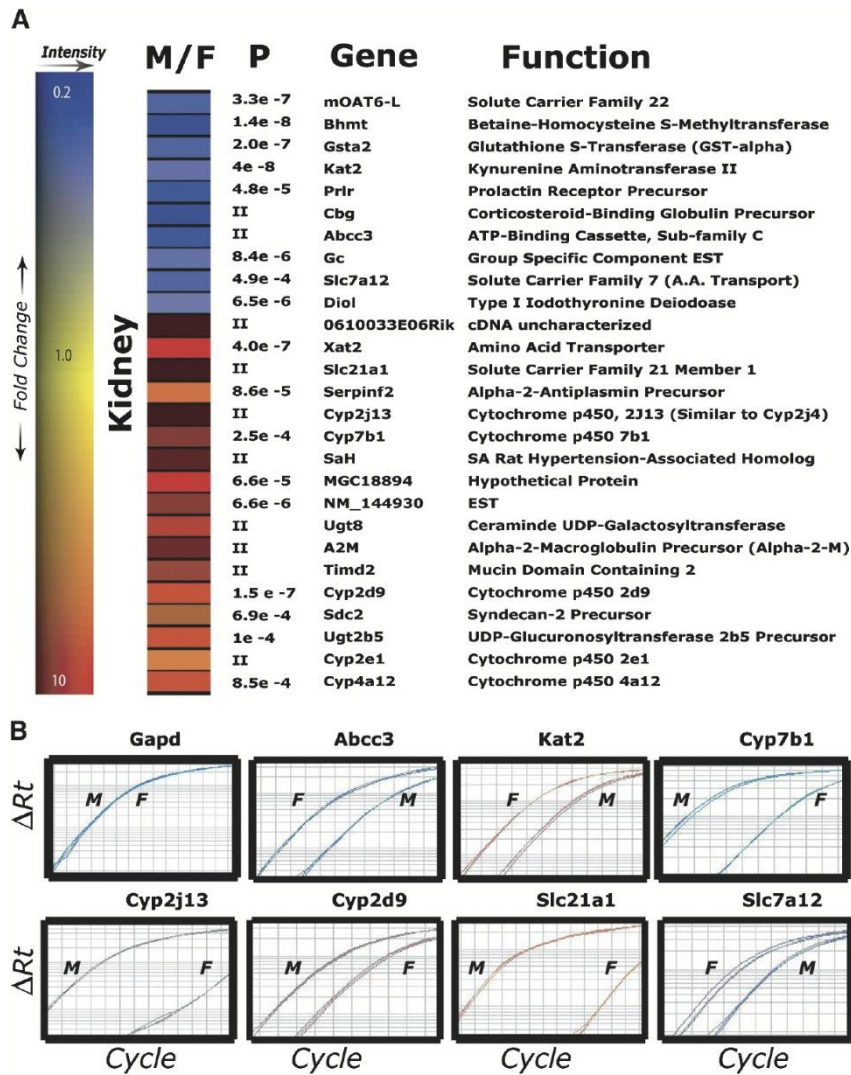 A
Intensity M/F P Gene Function
0.2
3.3e -7 mOAT6-L Solute Carrier Family 22
1.4e -8 Bhmt Betaine-Homocysteine S-Methyltransferase
2.0e -7 Gsta2 Glutathione S-Transferase (GST-alpha)
4e -8 Kat2 Kynurenine Aminotransferase II
4.8e -5 Prlr Prolactin Receptor Precursor
II Cbg Corticosteroid-Binding Globulin Precursor
II Abcc3 ATP-Binding Cassette, Sub-family C
8.4e -6 Gc Group Specific Component EST
4.9e -4 Slc7a12 Solute Carrier Family 7 (A.A. Transport)
6.5e -6 Diol Type I Iodothyronine Deiodoase
II 0610033E06Rik cDNA uncharacterized
4.0e -7 Xat2 Amino Acid Transporter
II Slc21a1 Solute Carrier Family 21 Member 1
8.6e -5 Serpinf2 Alpha-2-Antiplasmin Precursor
II Cyp2j13 Cytochrome p450, 2J13 (Similar to Cyp2j4)
2.5e -4 Cyp7b1 Cytochrome p450 7b1
II SaH SA Rat Hypertension-Associated Homolog
6.6e -5 MGC18894 Hypothetical Protein
6.6e -6 NM_144930 EST
II Ugt8 Ceraminde UDP-Galactosyltransferase
II A2M Alpha-2-Macroglobulin Precursor (Alpha-2-M)
II Timd2 Mucin Domain Containing 2
1.5 e -7 Cyp2d9 Cytochrome p450 2d9
6.9e -4 Sdc2 Syndecan-2 Precursor
1e -4 Ugt2b5 UDP-Glucuronosyltransferase 2b5 Precursor
II Cyp2e1 Cytochrome p450 2e1
8.5e -4 Cyp4a12 Cytochrome p450 4a12
1.0
10
Fold Change
Kidney
B
Gapd Abcc3 Kat2 Cyp7b1
ΔRt
M F F M F M M F
Cyp2j13 Cyp2d9 Slc21a1 Slc7a12
ΔRt
M F M F M F F M
Cycle Cycle Cycle Cycle